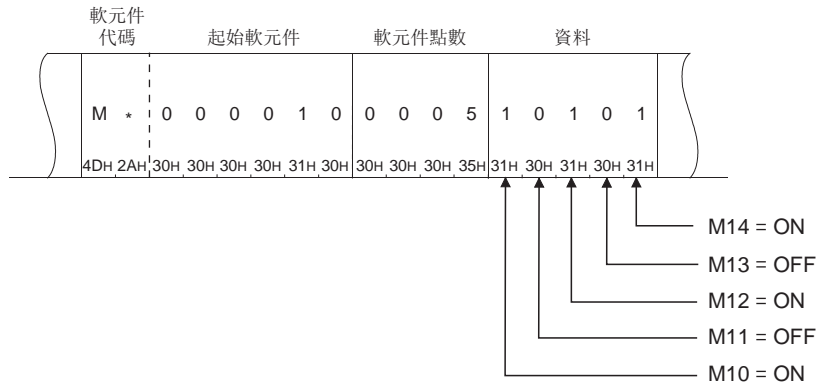 軟元件
代碼 起始軟元件 軟元件點數 資料
M * 0 0 0 0 1 0 0 0 0 5 1 0 1 0 1
4DH 2AH 30H 30H 30H 30H 31H 30H 30H 30H 30H 35H 31H 30H 31H 30H 31H
M14 = ON
M13 = OFF
M12 = ON
M11 = OFF
M10 = ON